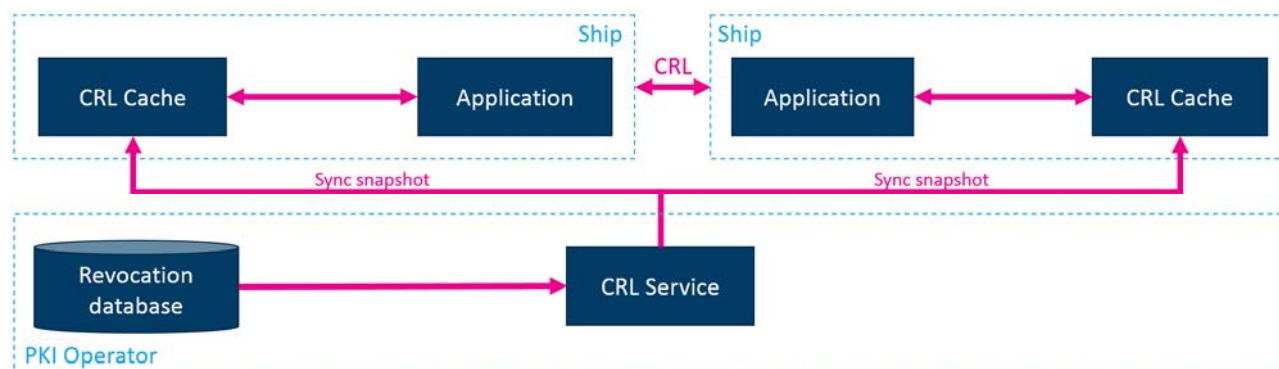 Ship
Ship
CRL Cache
Application
CRL
Application
CRL Cache
Sync snapshot
Sync snapshot
Revocation
database
CRL Service
PKI Operator